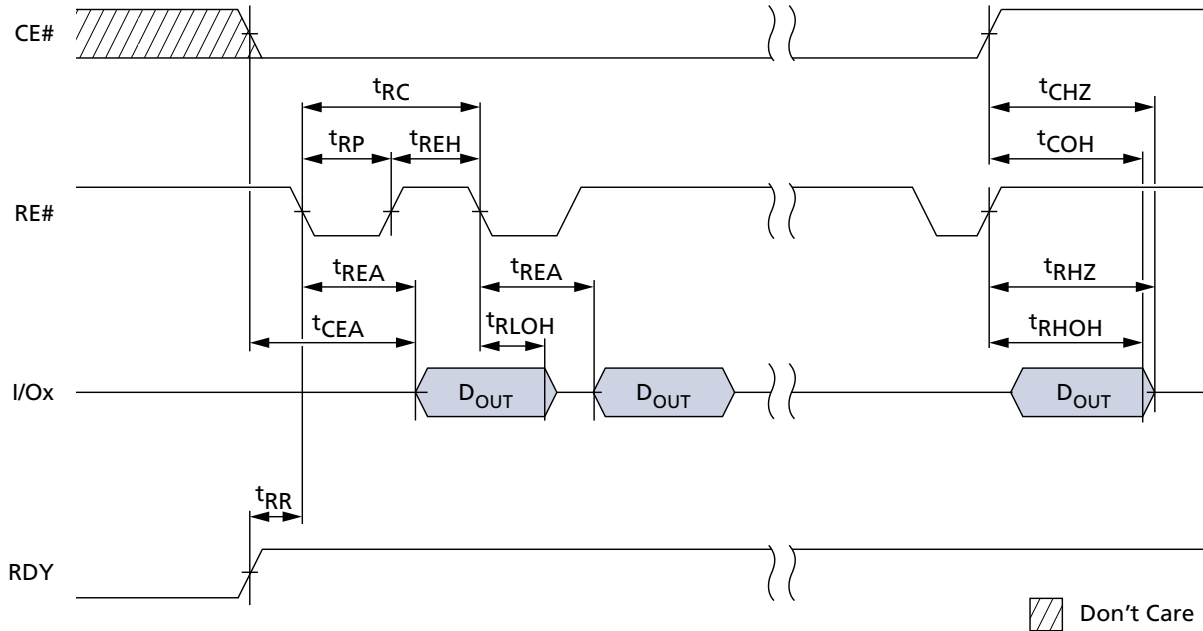 CE#
tRC
tCHZ
tRP
tREH
tCOH
RE#
tREA
tREA
tRHZ
tCEA
tRLOH
tRHOH
I/Ox
DOUT
DOUT
DOUT
tRR
RDY
Don't Care